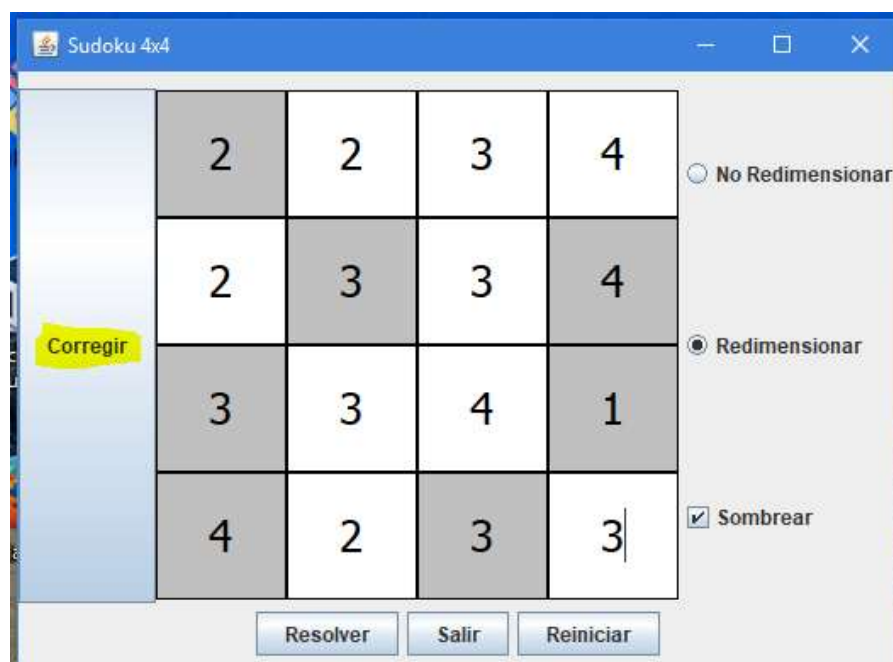 Sudoku 4x4
2 2 3 4
No Redimensionar
2 3 3 4
Corregir
Redimensionar
3 3 4 1
Sombrear
4 2 3 3
Resolver Salir Reiniciar